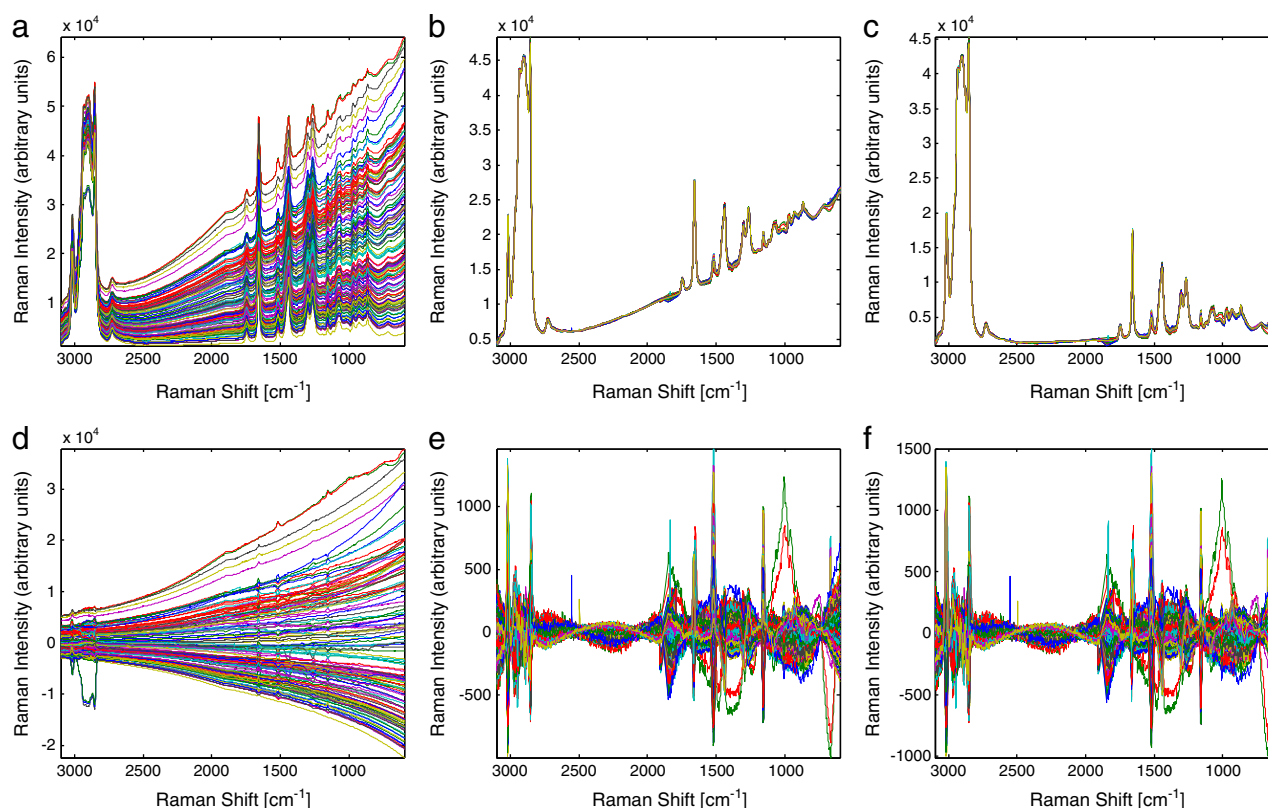 a
x 10⁴
6
5
4
3
2
1
3000 2500 2000 1500 1000
Raman Intensity (arbitrary units)
Raman Shift [cm⁻¹]
b
x 10⁴
4.5
4
3.5
3
2.5
2
1.5
1
0.5
3000 2500 2000 1500 1000
Raman Intensity (arbitrary units)
Raman Shift [cm⁻¹]
c
x 10⁴
4.5
4
3.5
3
2.5
2
1.5
1
0.5
3000 2500 2000 1500 1000
Raman Intensity (arbitrary units)
Raman Shift [cm⁻¹]
d
x 10⁴
3
2
1
0
-1
-2
3000 2500 2000 1500 1000
Raman Intensity (arbitrary units)
Raman Shift [cm⁻¹]
e
1000
500
0
-500
3000 2500 2000 1500 1000
Raman Intensity (arbitrary units)
Raman Shift [cm⁻¹]
f
1500
1000
500
0
-500
-1000
3000 2500 2000 1500 1000
Raman Intensity (arbitrary units)
Raman Shift [cm⁻¹]